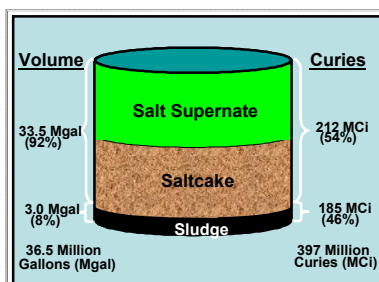 Volume
Curies
Salt Supernate
33.5 Mgal
(92%)
212 MCi
(54%)
Saltcake
3.0 Mgal
(8%)
185 MCi
(46%)
Sludge
36.5 Million
Gallons (Mgal)
397 Million
Curies (MCi)